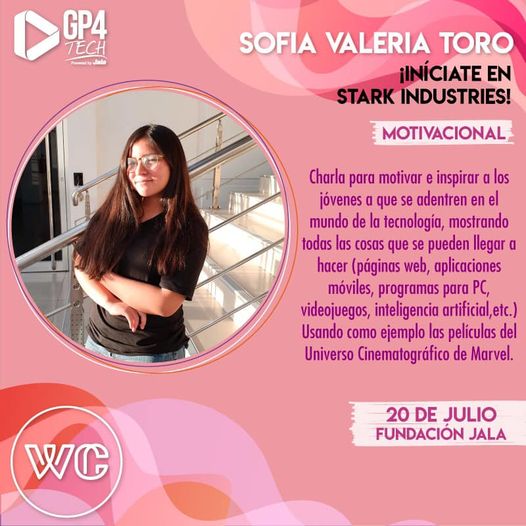 GP4
TECH
Powered by Jala
SOFIA VALERIA TORO
¡INÍCIATE EN
STARK INDUSTRIES!
MOTIVACIONAL
Charla para motivar e inspirar a los
jóvenes a que se adentren en el
mundo de la tecnología, mostrando
todas las cosas que se pueden llegar a
hacer (páginas web, aplicaciones
móviles, programas para PC,
videojuegos, inteligencia artificial,etc.)
Usando como ejemplo las películas del
Universo Cinematográfico de Marvel.
20 DE JULIO
FUNDACIÓN JALA
WC